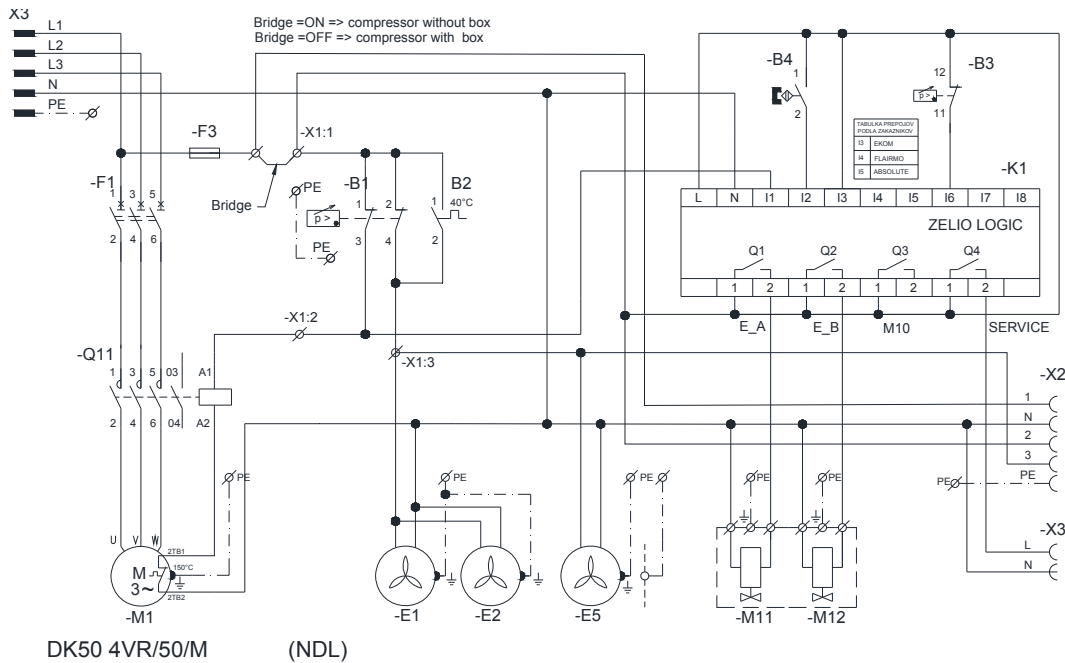 X3
L1
L2
L3
N
PE
Bridge =ON => compressor without box
Bridge =OFF => compressor with box
-F3
-X1:1
Bridge
-F1
1 3 5
2 4 6
PE
PE
-B1
p >
1 2
3 4
B2
1
40°C
2
-B4
1
2
-B3
12
p >
11
TABULKA PREPOJOV
PODLA ZAKAZNIKOV
I3 EKOM
I4 FLAIRMO
I5 ABSOLUTE
-K1
L N I1 I2 I3 I4 I5 I6 I7 I8
ZELIO LOGIC
Q1 Q2 Q3 Q4
1 2 1 2 1 2 1 2
E_A E_B M10 SERVICE
-X1:2
-X1:3
-Q11
1 3 5 03 A1
2 4 6 04 A2
-X2
1
N
2
3
PE PE
-X3
L
N
PE
PE
PE
PE
PE
U V W
2TB1
M
3~
150°C
2TB2
-M1
-E1
-E2
-E5
-M11
-M12
DK50 4VR/50/M (NDL)